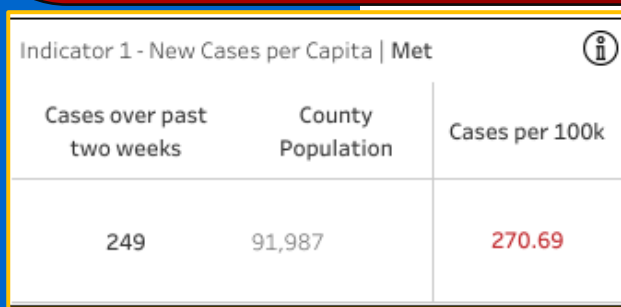 Indicator 1 - New Cases per Capita | Met
Cases over past
two weeks
County
Population
Cases per 100k
249
91,987
270.69